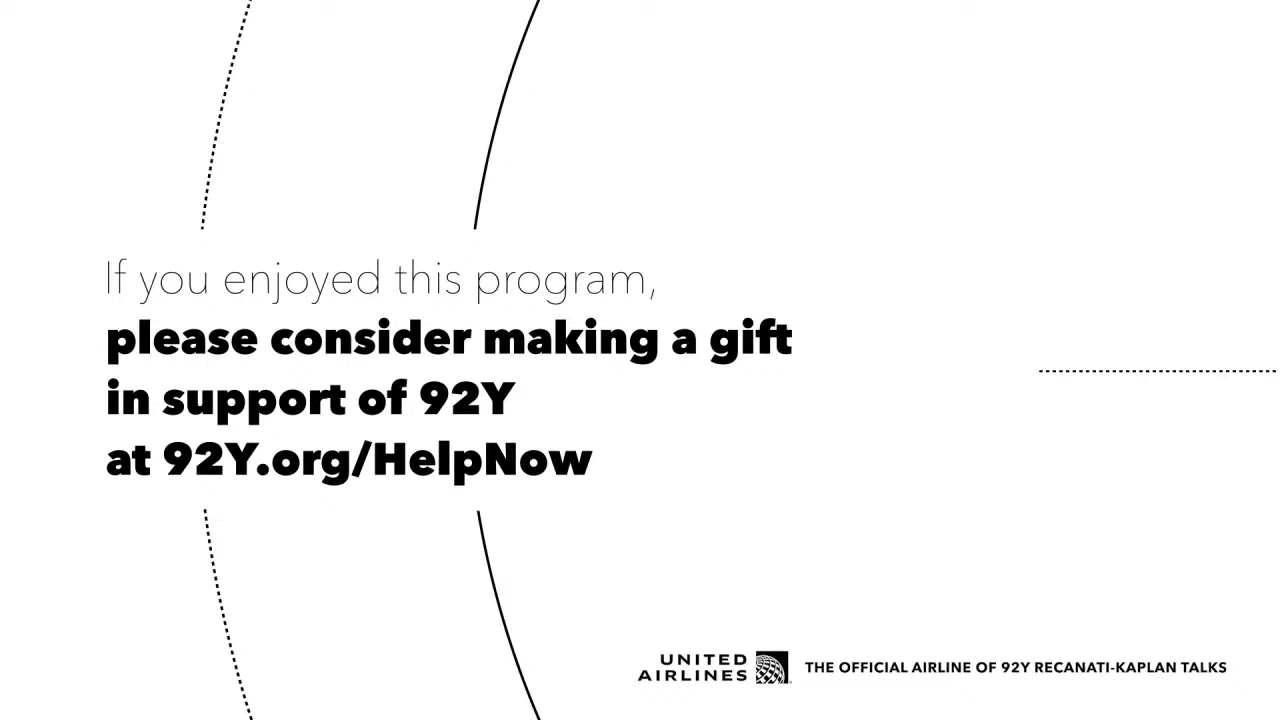 If you enjoyed this program,
please consider making a gift
in support of 92Y
at 92Y.org/HelpNow
UNITED
AIRLINES
THE OFFICIAL AIRLINE OF 92Y RECANATI-KAPLAN TALKS